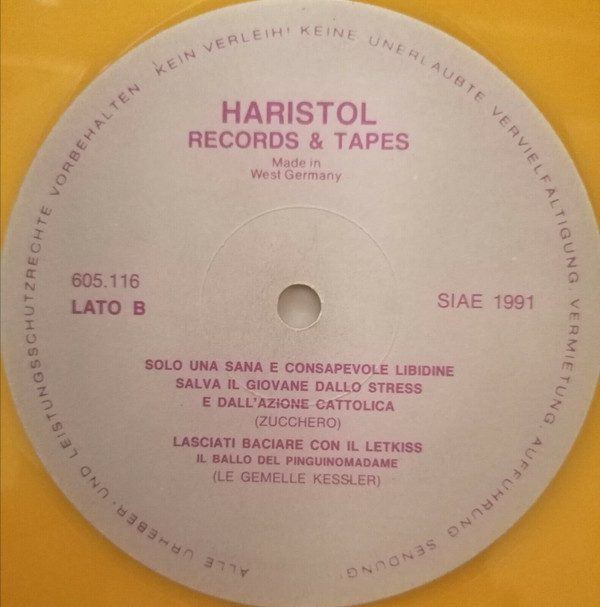 ALLE URHEBER- UND LEISTUNGSSCHUTZRECHTE VORBEHALTEN KEIN VERLEIH! KEINE UNERLAUBTE VERVIELFÄLTIGUNG, VERMIETUNG, AUFFÜHRUNG, SENDUNG.
HARISTOL
RECORDS & TAPES
Made in
West Germany
605.116
LATO B
SIAE 1991
SOLO UNA SANA E CONSAPEVOLE LIBIDINE
SALVA IL GIOVANE DALLO STRESS
E DALL'AZIONE CATTOLICA
(ZUCCHERO)
LASCIATI BACIARE CON IL LETKISS
IL BALLO DEL PINGUINOMADAME
(LE GEMELLE KESSLER)